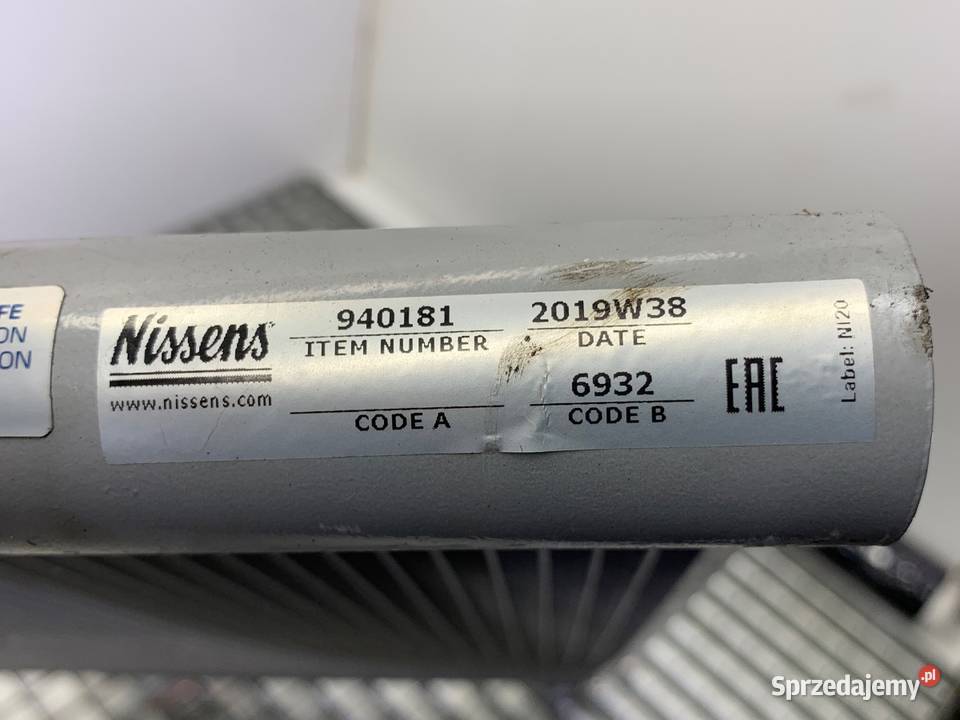 FE
ON
ION
Nissens
www.nissens.com
940181
ITEM NUMBER
CODE A
2019W38
DATE
6932
CODE B
EAC
Label: NI20
Sprzedajemy.pl